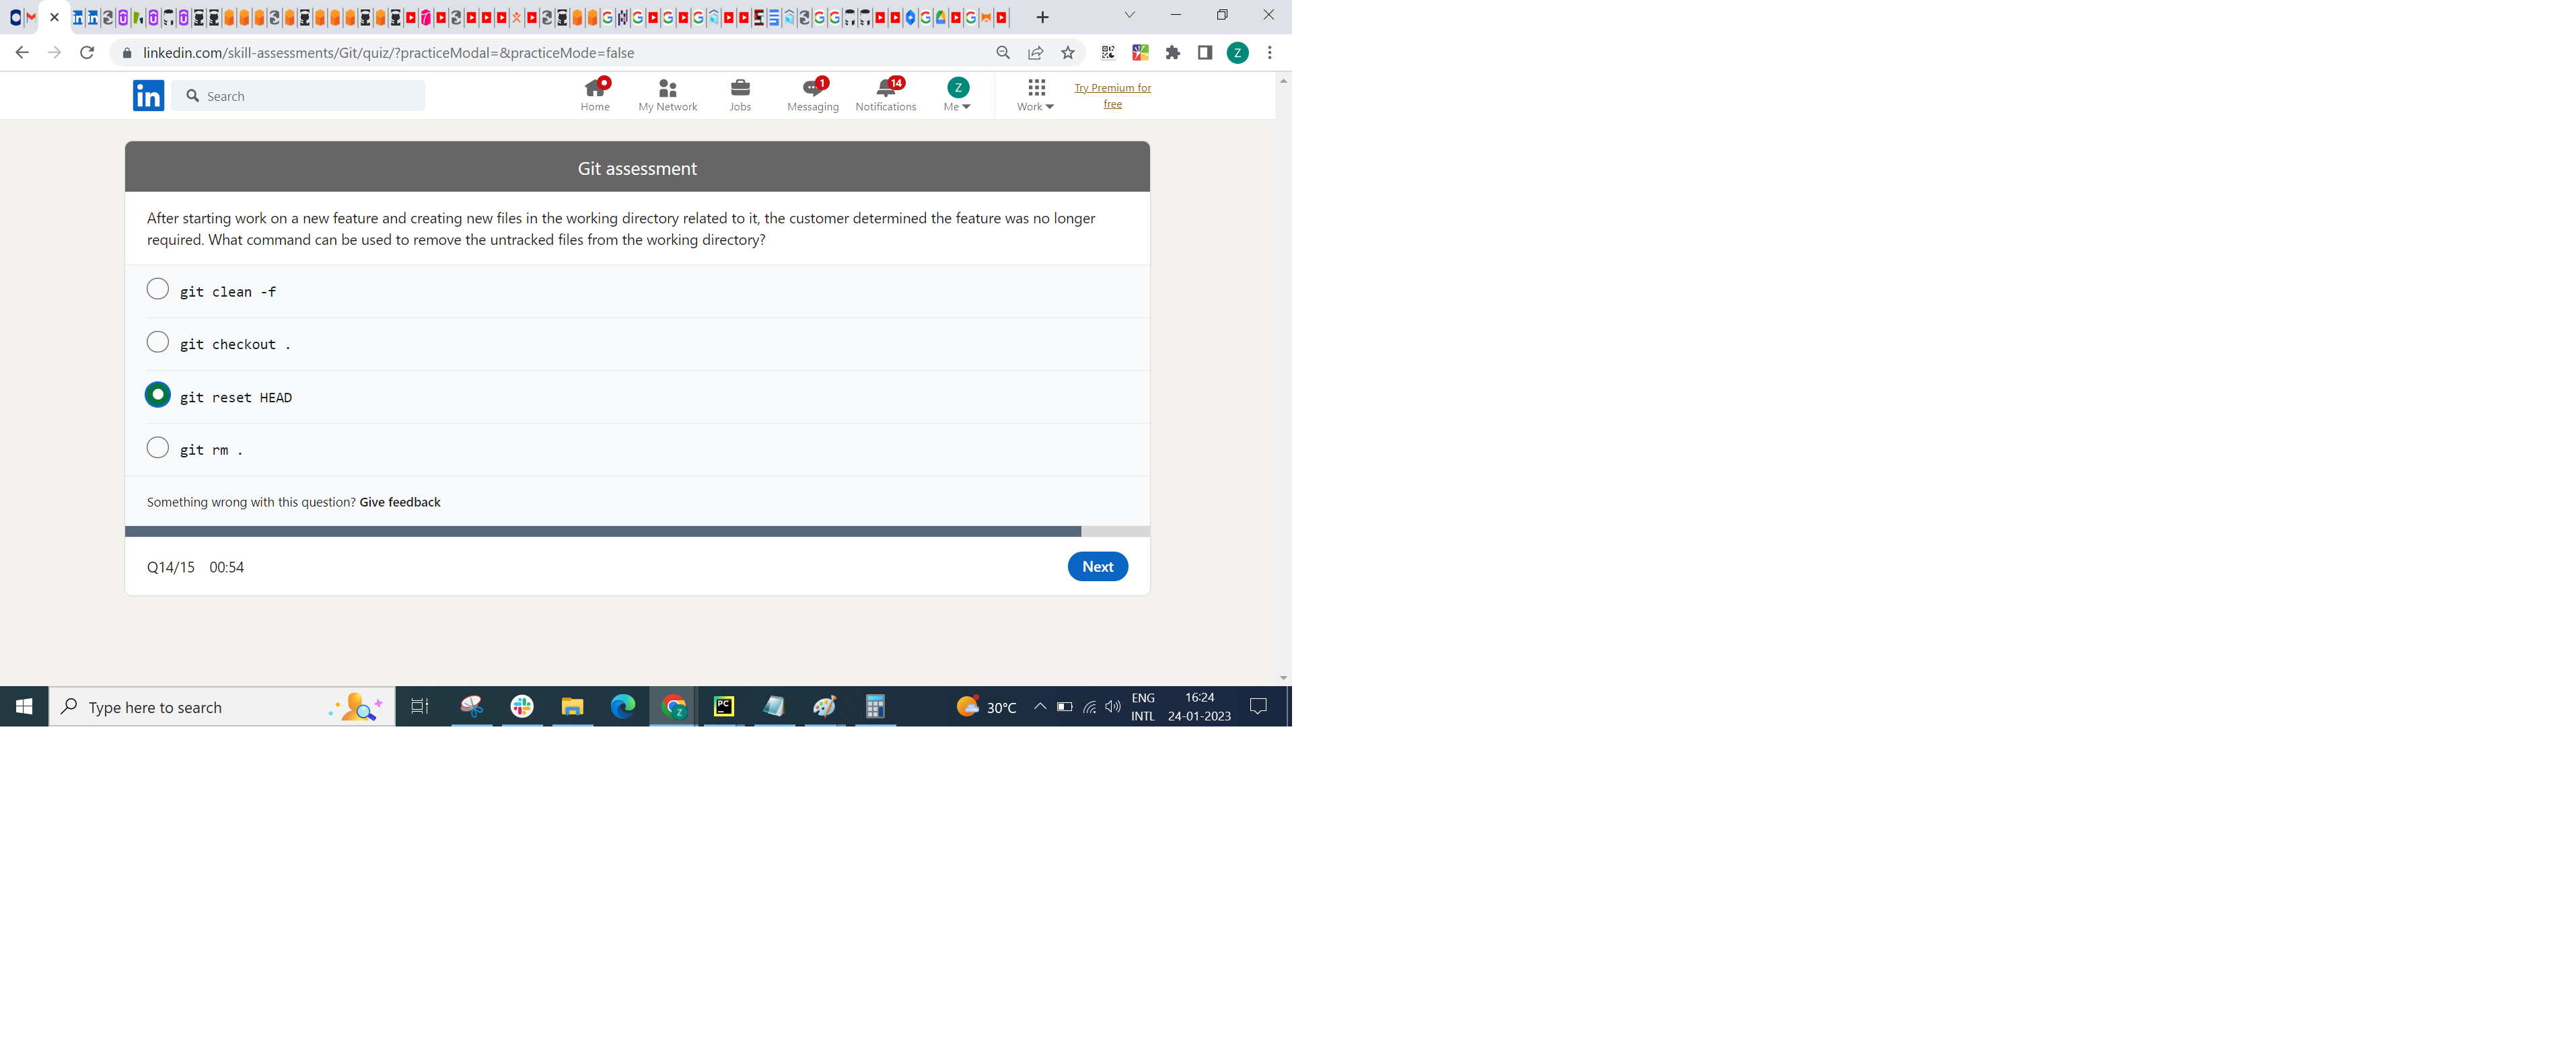 linkedin.com/skill-assessments/Git/quiz/?practiceModal=&practiceMode=false
Z
in
Search
Home
My Network
Jobs
1
Messaging
14
Notifications
Z
Me
Work
Try Premium for
free
Git assessment
After starting work on a new feature and creating new files in the working directory related to it, the customer determined the feature was no longer
required. What command can be used to remove the untracked files from the working directory?
git clean -f
git checkout .
git reset HEAD
git rm .
Something wrong with this question? Give feedback
Q14/15 00:54
Next
Type here to search
PC
30°C
ENG
INTL
16:24
24-01-2023